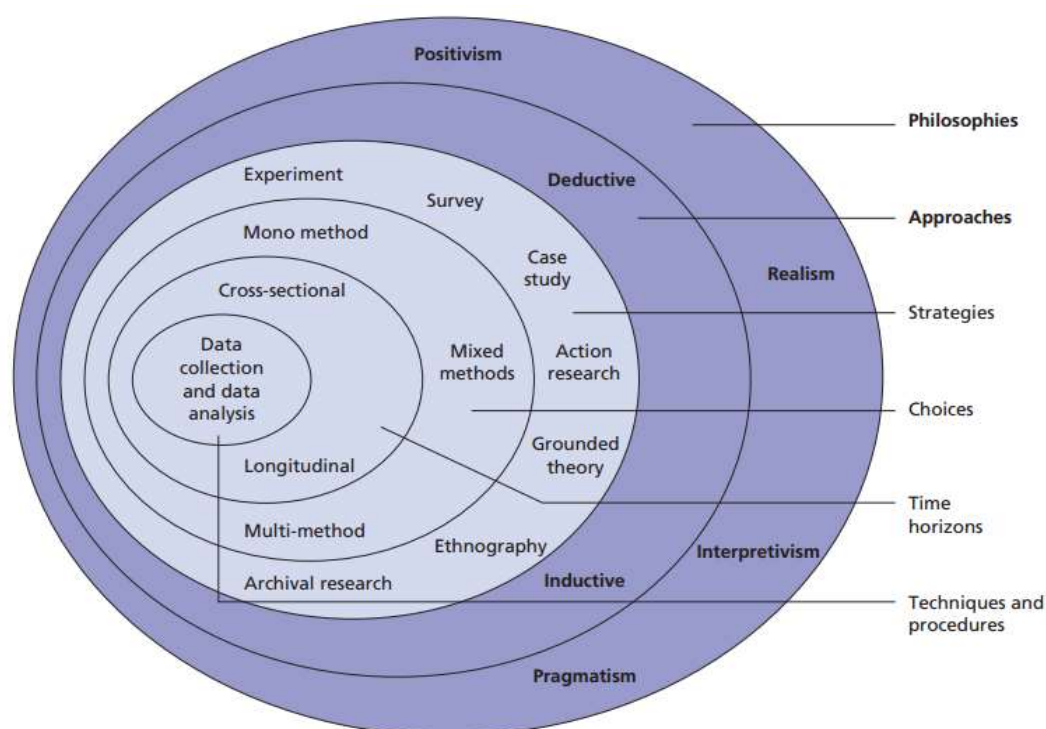 Positivism
Philosophies
Experiment
Deductive
Survey
Approaches
Mono method
Case
study
Realism
Cross-sectional
Strategies
Data
collection
and data
analysis
Mixed
methods
Action
research
Choices
Grounded
theory
Longitudinal
Time
horizons
Multi-method
Ethnography
Interpretivism
Archival research
Inductive
Techniques and
procedures
Pragmatism